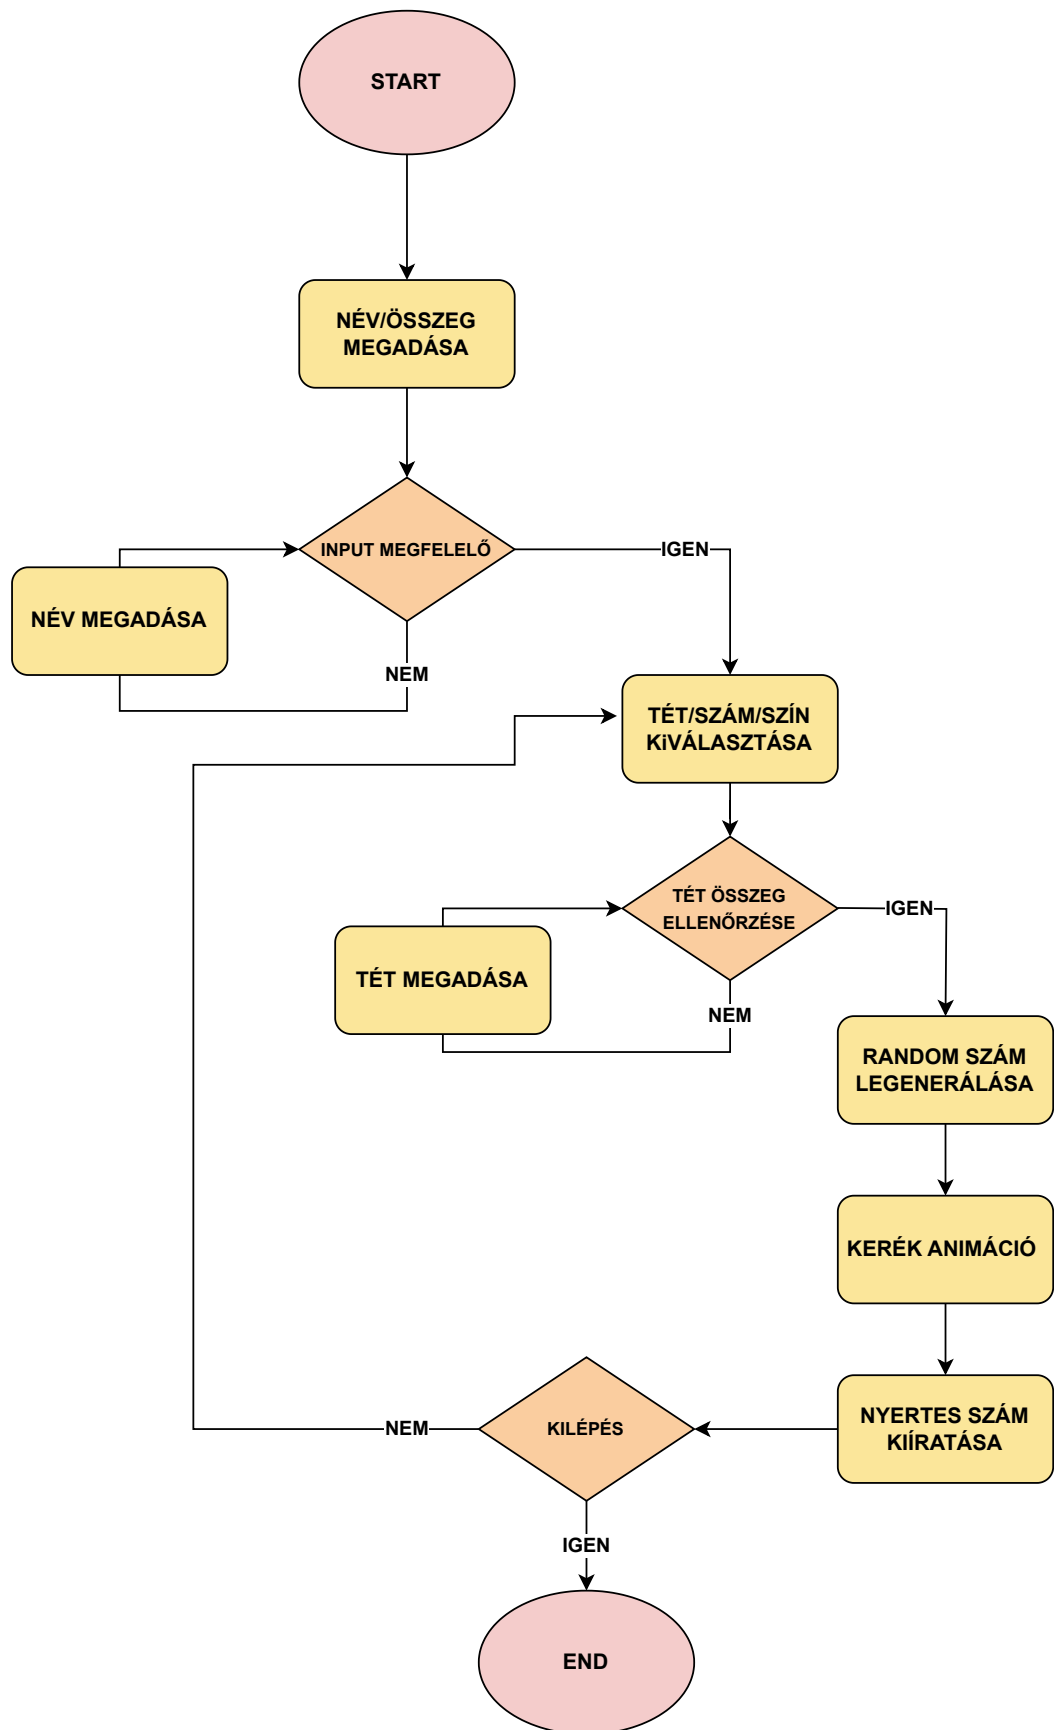 START
NÉV/ÖSSZEG
MEGADÁSA
INPUT MEGFELELŐ
IGEN
NÉV MEGADÁSA
NEM
TÉT/SZÁM/SZÍN
KiVÁLASZTÁSA
TÉT ÖSSZEG
ELLENŐRZÉSE
IGEN
TÉT MEGADÁSA
NEM
RANDOM SZÁM
LEGENERÁLÁSA
KERÉK ANIMÁCIÓ
NYERTES SZÁM
KIÍRATÁSA
KILÉPÉS
NEM
IGEN
END